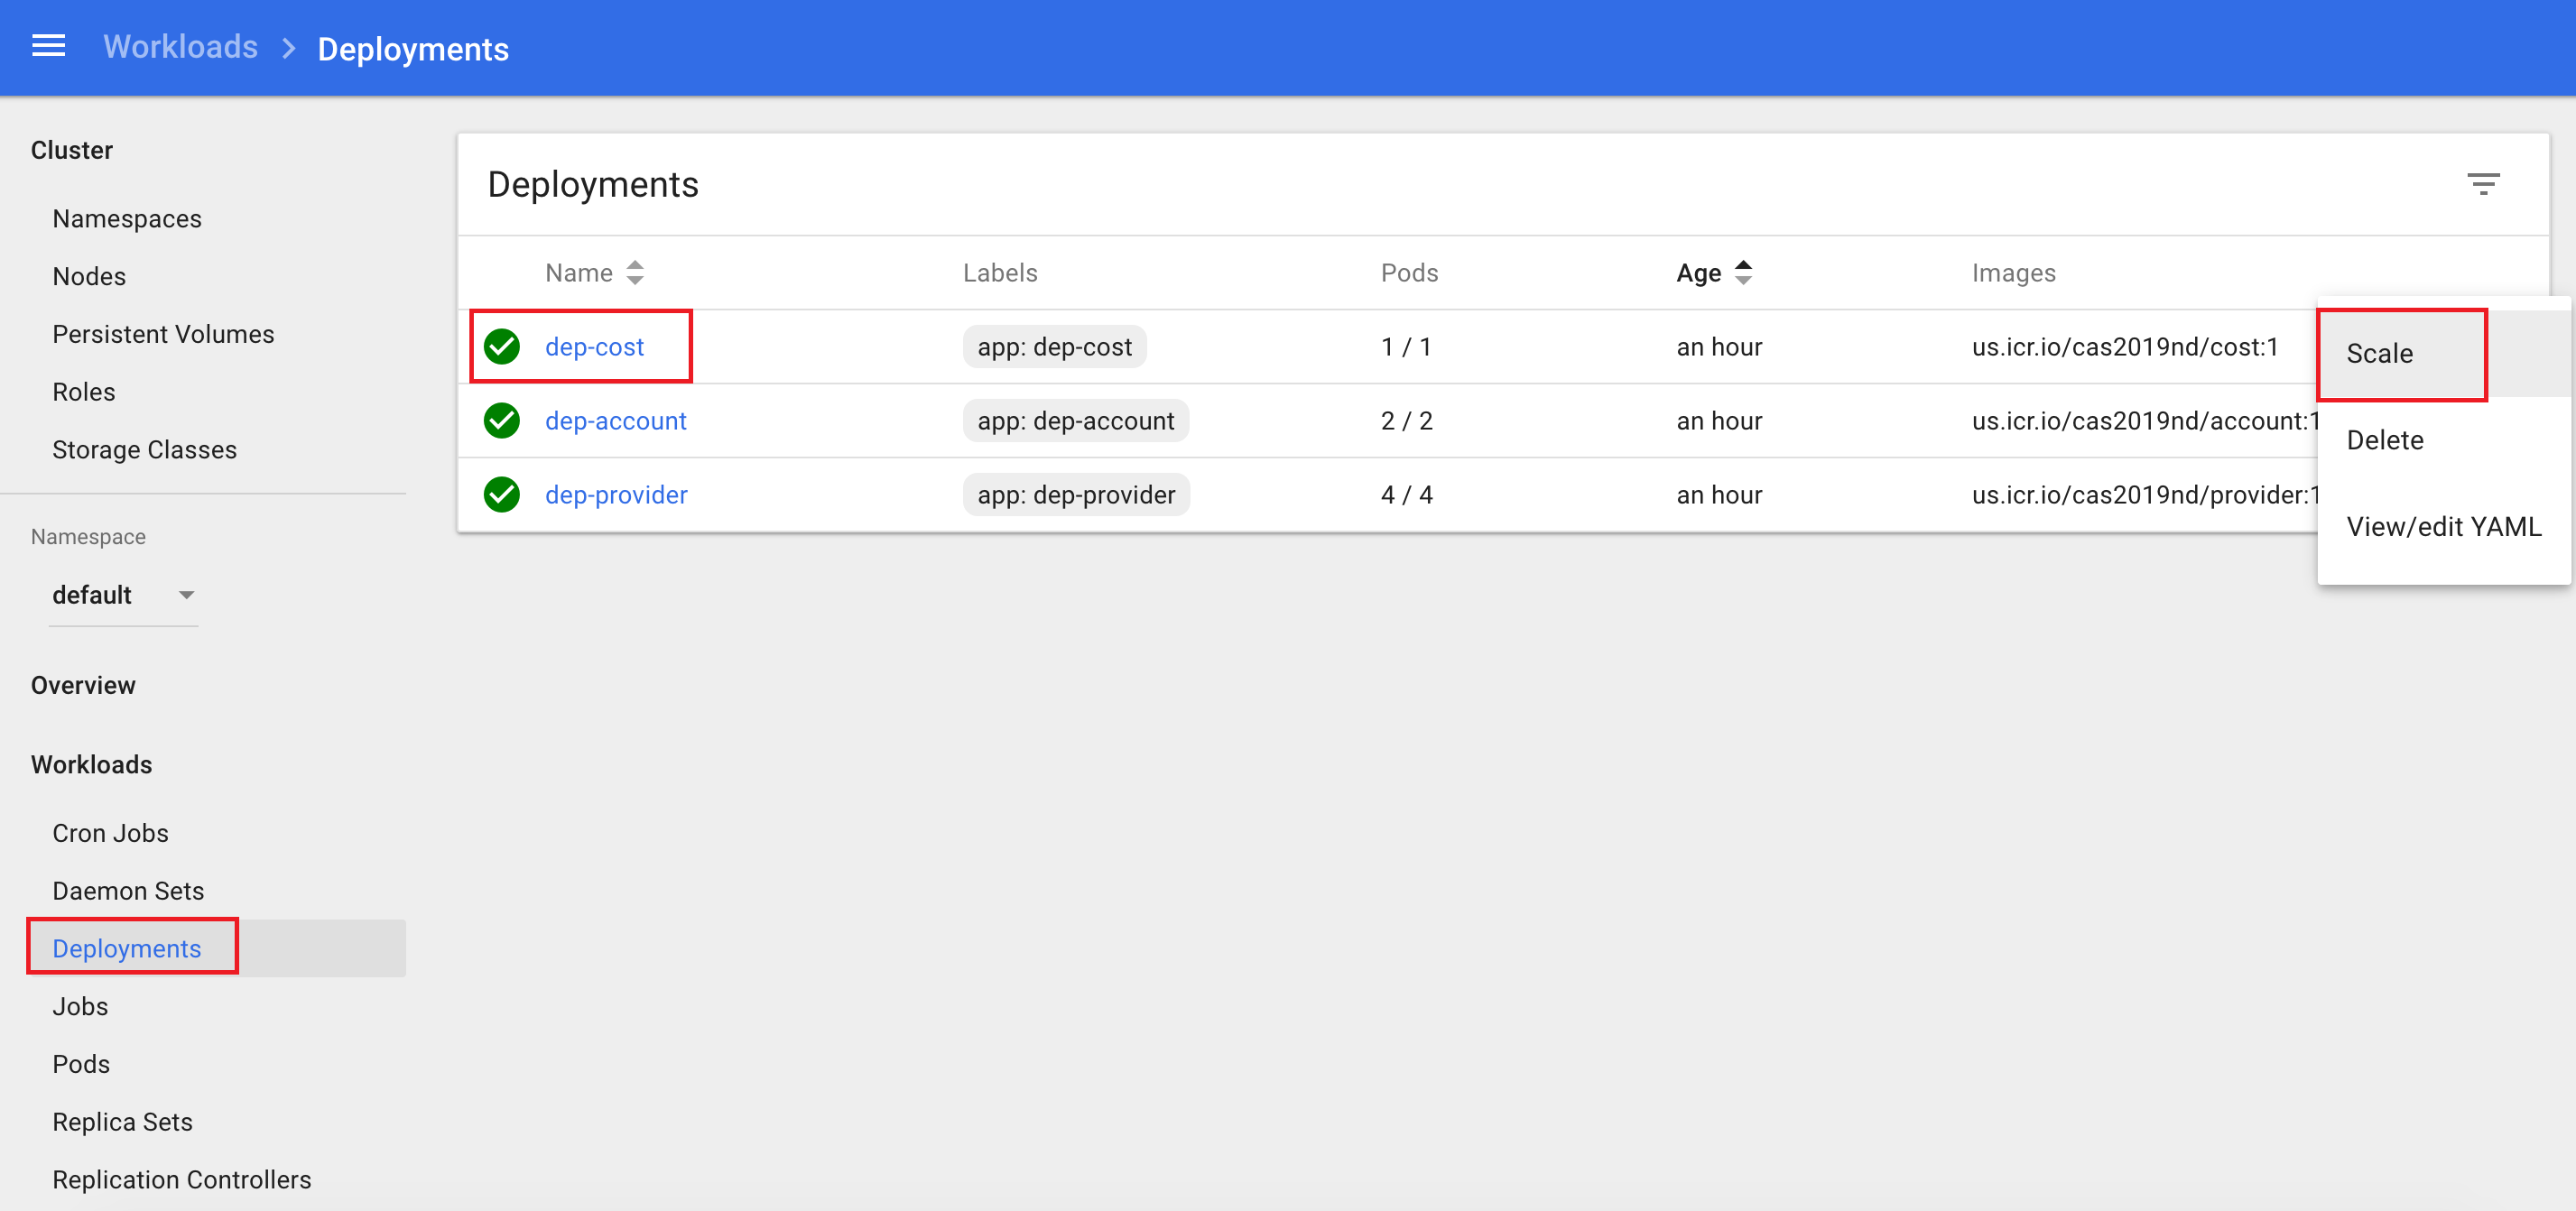 Workloads > Deployments
Cluster
Namespaces
Nodes
Persistent Volumes
Roles
Storage Classes
Namespace
default
Overview
Workloads
Cron Jobs
Daemon Sets
Deployments
Jobs
Pods
Replica Sets
Replication Controllers
Deployments
Name Labels Pods Age Images
dep-cost app: dep-cost 1 / 1 an hour us.icr.io/cas2019nd/cost:1
dep-account app: dep-account 2 / 2 an hour us.icr.io/cas2019nd/account:1
dep-provider app: dep-provider 4 / 4 an hour us.icr.io/cas2019nd/provider:1
Scale
Delete
View/edit YAML